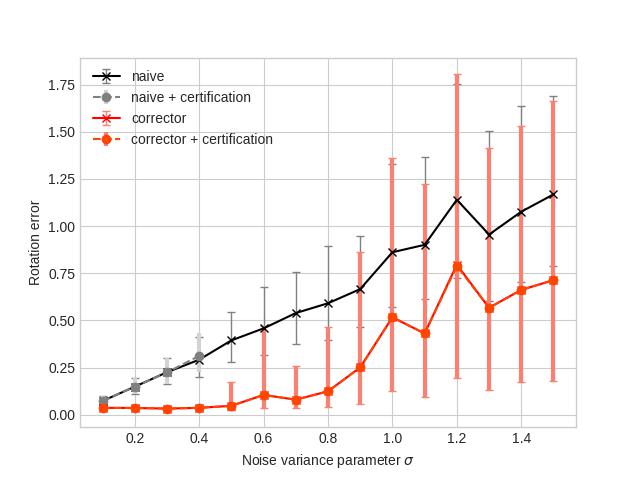 naive
naive + certification
corrector
corrector + certification
Rotation error
1.75
1.50
1.25
1.00
0.75
0.50
0.25
0.00
0.2 0.4 0.6 0.8 1.0 1.2 1.4
Noise variance parameter σ